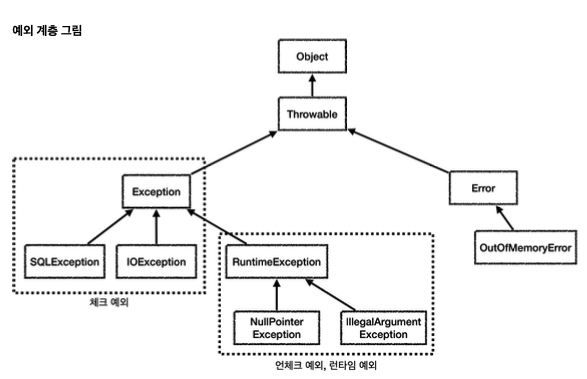 예외 계층 그림
Object
Throwable
Exception
Error
SQLException
IOException
RuntimeException
OutOfMemoryError
체크 예외
NullPointer
Exception
IllegalArgument
Exception
언체크 예외, 런타임 예외